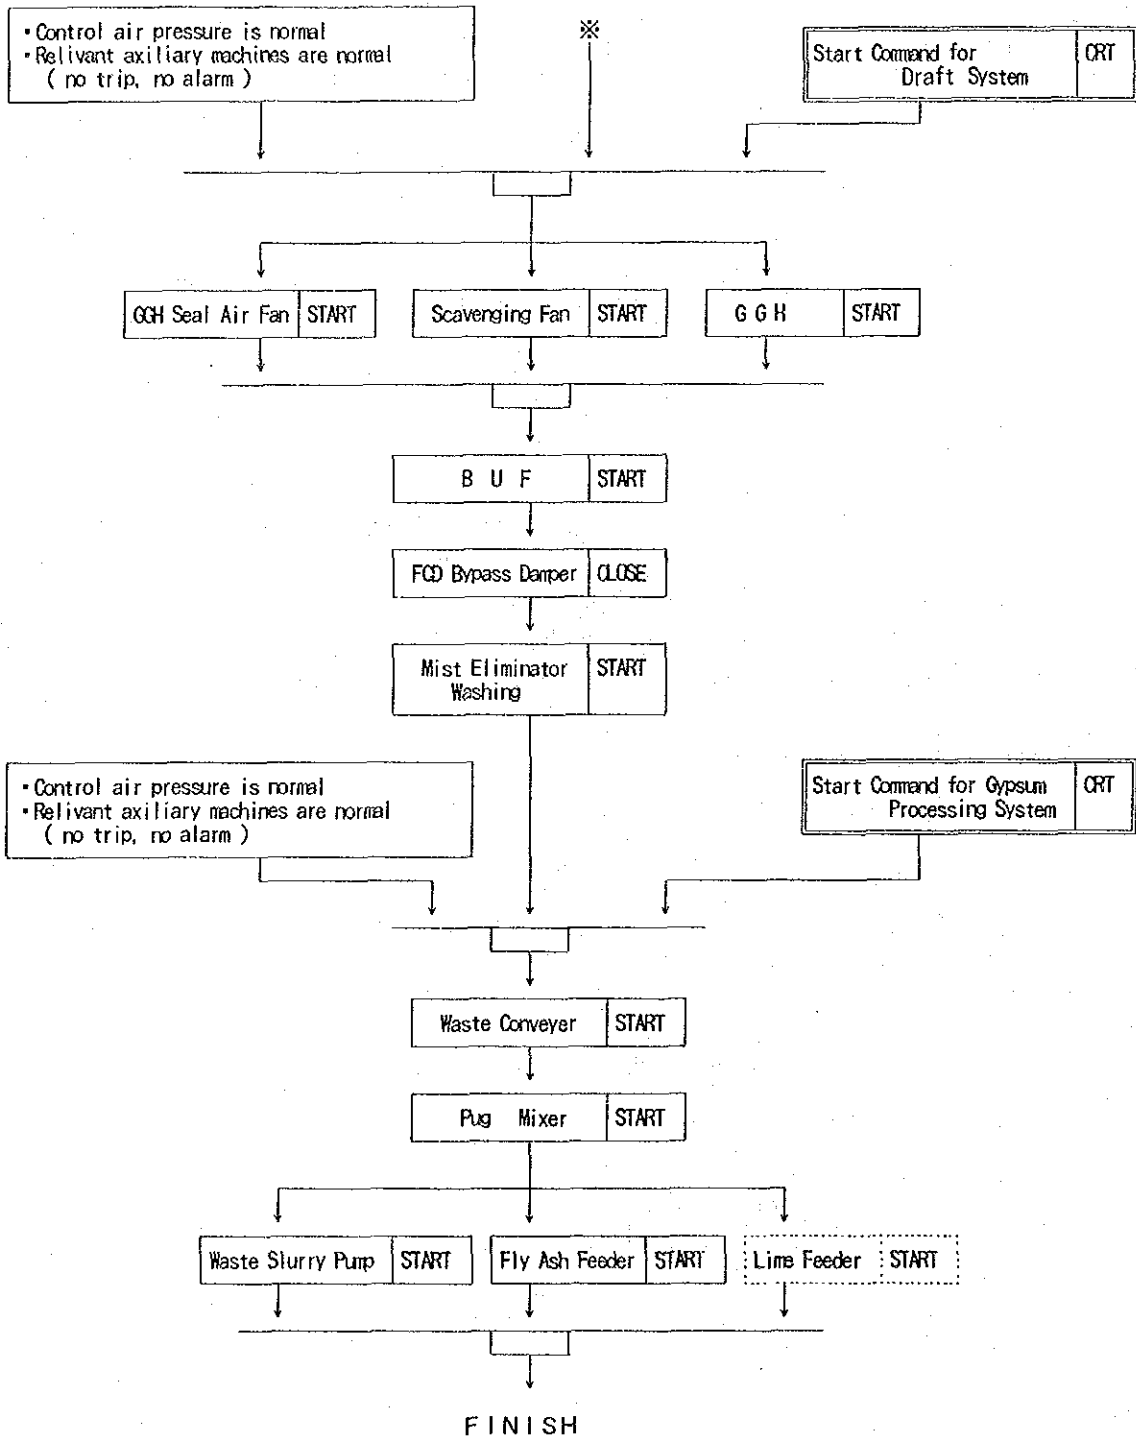 ・Control air pressure is normal
・Relivant axiliary machines are normal
( no trip, no alarm )
※
Start Command for
Draft System
CRT
GGH Seal Air Fan START
Scavenging Fan START
G G H START
B U F START
FGD Bypass Damper CLOSE
Mist Eliminator
Washing
START
・Control air pressure is normal
・Relivant axiliary machines are normal
( no trip, no alarm )
Start Command for Gypsum
Processing System
CRT
Waste Conveyer START
Pug Mixer START
Waste Slurry Pump START
Fly Ash Feeder START
Lime Feeder START
FINISH